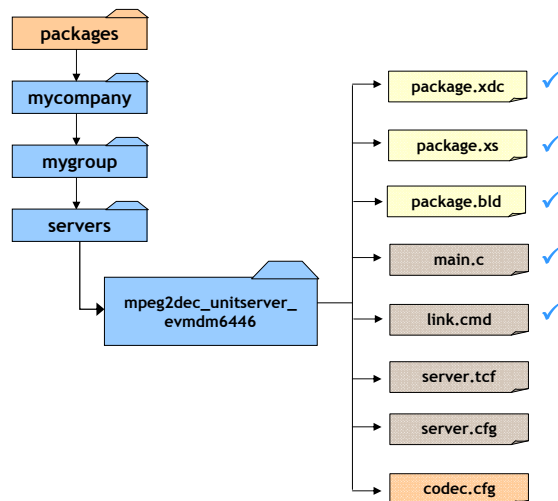 packages
mycompany
mygroup
servers
mpeg2dec_unitserver_
evmdm6446
package.xdc
package.xs
package.bld
main.c
link.cmd
server.tcf
server.cfg
codec.cfg